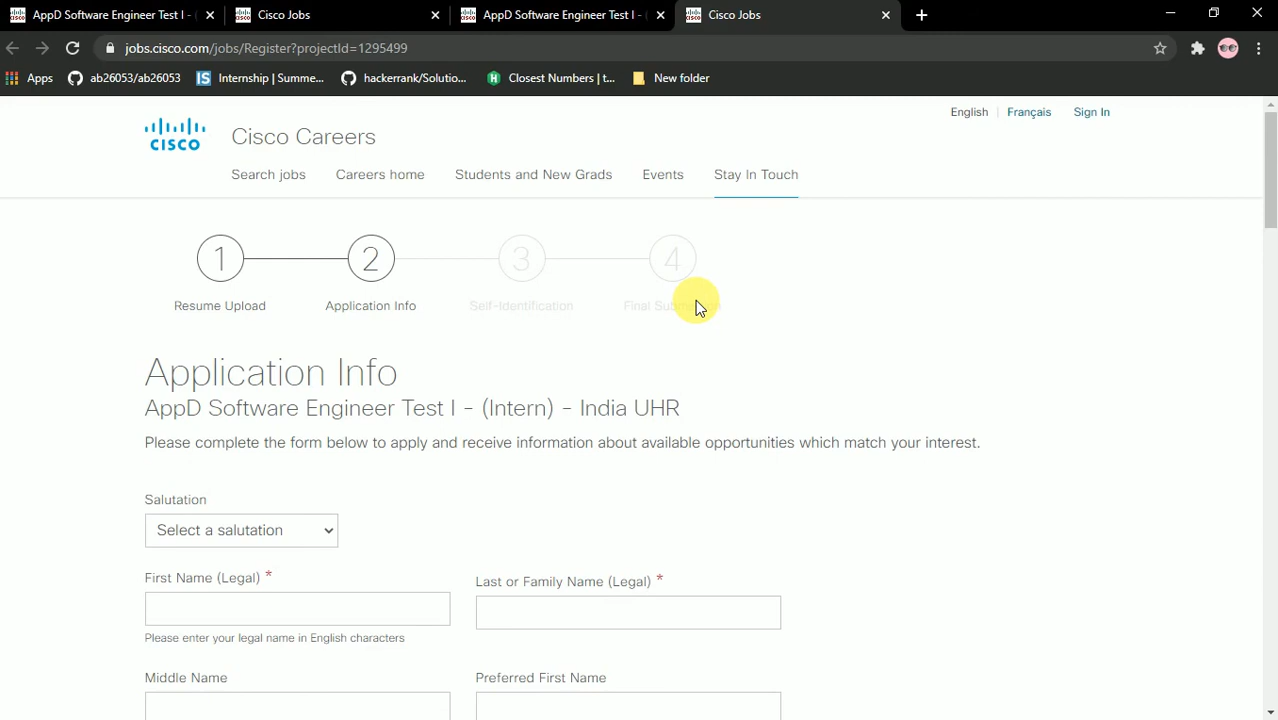 AppD Software Engineer Test I - (
Cisco Jobs
AppD Software Engineer Test I - (
Cisco Jobs
jobs.cisco.com/jobs/Register?projectId=1295499
Apps
ab26053/ab26053
Internship | Summe...
hackerrank/Solutio...
Closest Numbers | t...
New folder
English
Français
Sign In
CISCO
Cisco Careers
Search jobs
Careers home
Students and New Grads
Events
Stay In Touch
1
2
3
4
Resume Upload
Application Info
Self-Identification
Final
Application Info
AppD Software Engineer Test I - (Intern) - India UHR
Please complete the form below to apply and receive information about available opportunities which match your interest.
Salutation
Select a salutation
First Name (Legal) *
Last or Family Name (Legal) *
Please enter your legal name in English characters
Middle Name
Preferred First Name